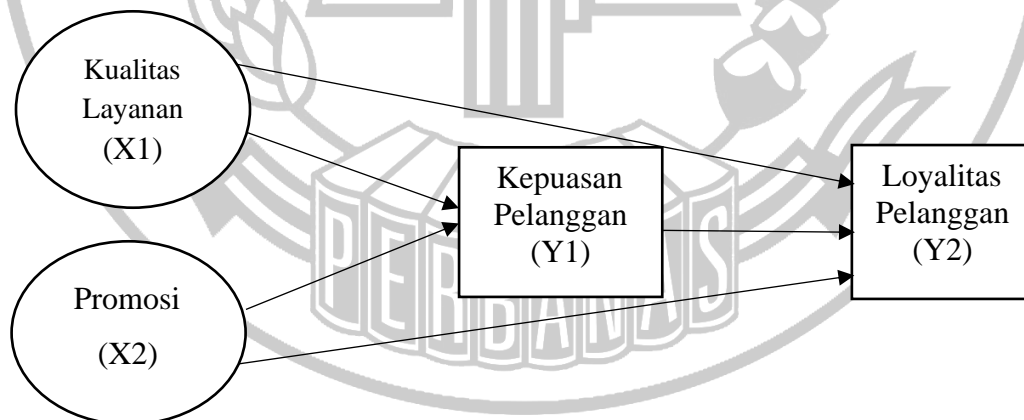 Kualitas
Layanan
(X1)
Kepuasan
Pelanggan
(Y1)
Loyalitas
Pelanggan
(Y2)
Promosi
(X2)
PERBANAS